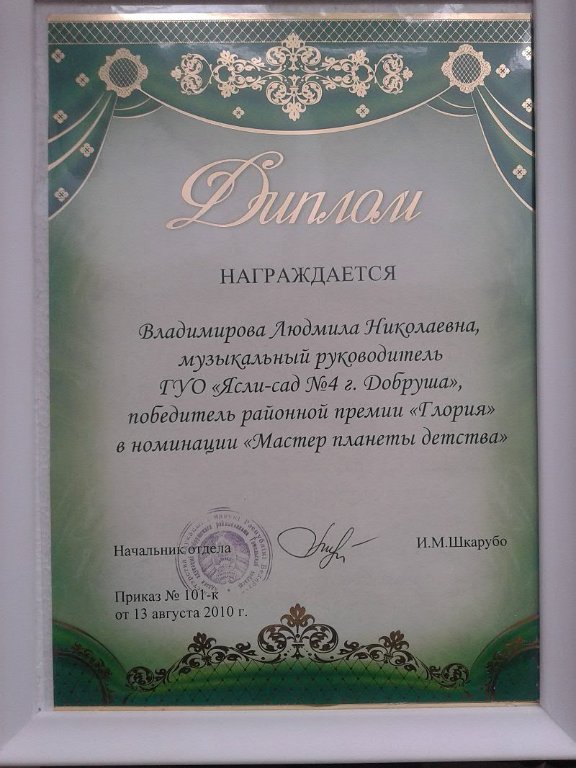 Диплом
НАГРАЖДАЕТСЯ
Владимирова Людмила Николаевна,
музыкальный руководитель
ГУО «Ясли-сад №4 г. Добруша»,
победитель районной премии «Глория»
в номинации «Мастер планеты детства»
Начальник отдела
И.М.Шкарубо
Приказ № 101-к
от 13 августа 2010 г.